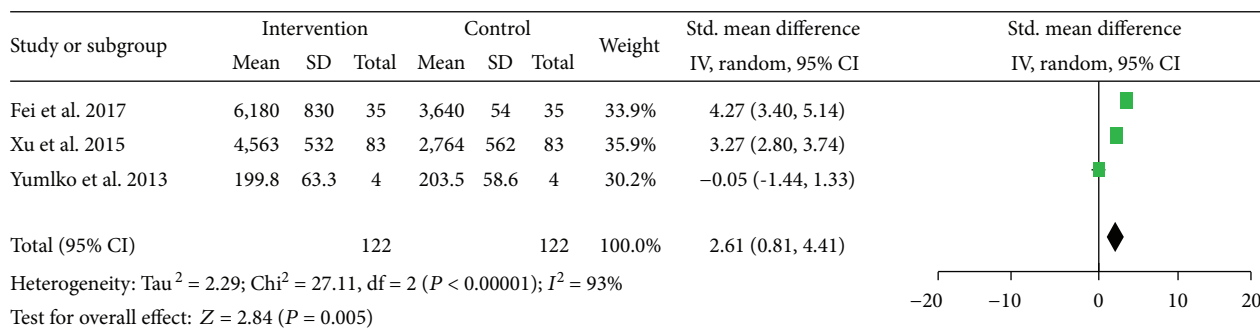 Study or subgroup Intervention Control Weight Std. mean difference Std. mean difference
Mean SD Total Mean SD Total IV, random, 95% CI IV, random, 95% CI
Fei et al. 2017 6,180 830 35 3,640 54 35 33.9% 4.27 (3.40, 5.14)
Xu et al. 2015 4,563 532 83 2,764 562 83 35.9% 3.27 (2.80, 3.74)
Yumlko et al. 2013 199.8 63.3 4 203.5 58.6 4 30.2% −0.05 (-1.44, 1.33)
Total (95% CI) 122 122 100.0% 2.61 (0.81, 4.41)
Heterogeneity: Tau² = 2.29; Chi² = 27.11, df = 2 (P < 0.00001); I² = 93%
−20 −10 0 10 20
Test for overall effect: Z = 2.84 (P = 0.005)